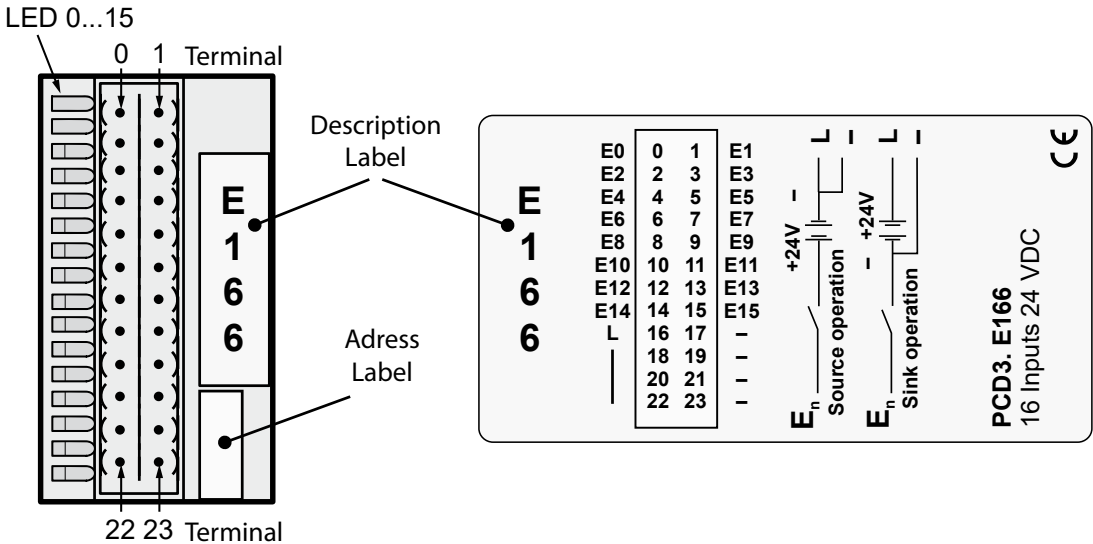 LED 0...15
0 1 Terminal
E
1
6
6
22 23 Terminal
Description
Label
Adress
Label
E
1
6
6
E0 0 1 E1
E2 2 3 E3
E4 4 5 E5
E6 6 7 E7
E8 8 9 E9
E10 10 11 E11
E12 12 13 E13
E14 14 15 E15
L 16 17 –
18 19 –
20 21 –
22 23 –
L –
+24V –
En
Source operation
L –
– +24V
En
Sink operation
PCD3. E166
16 Inputs 24 VDC
CE